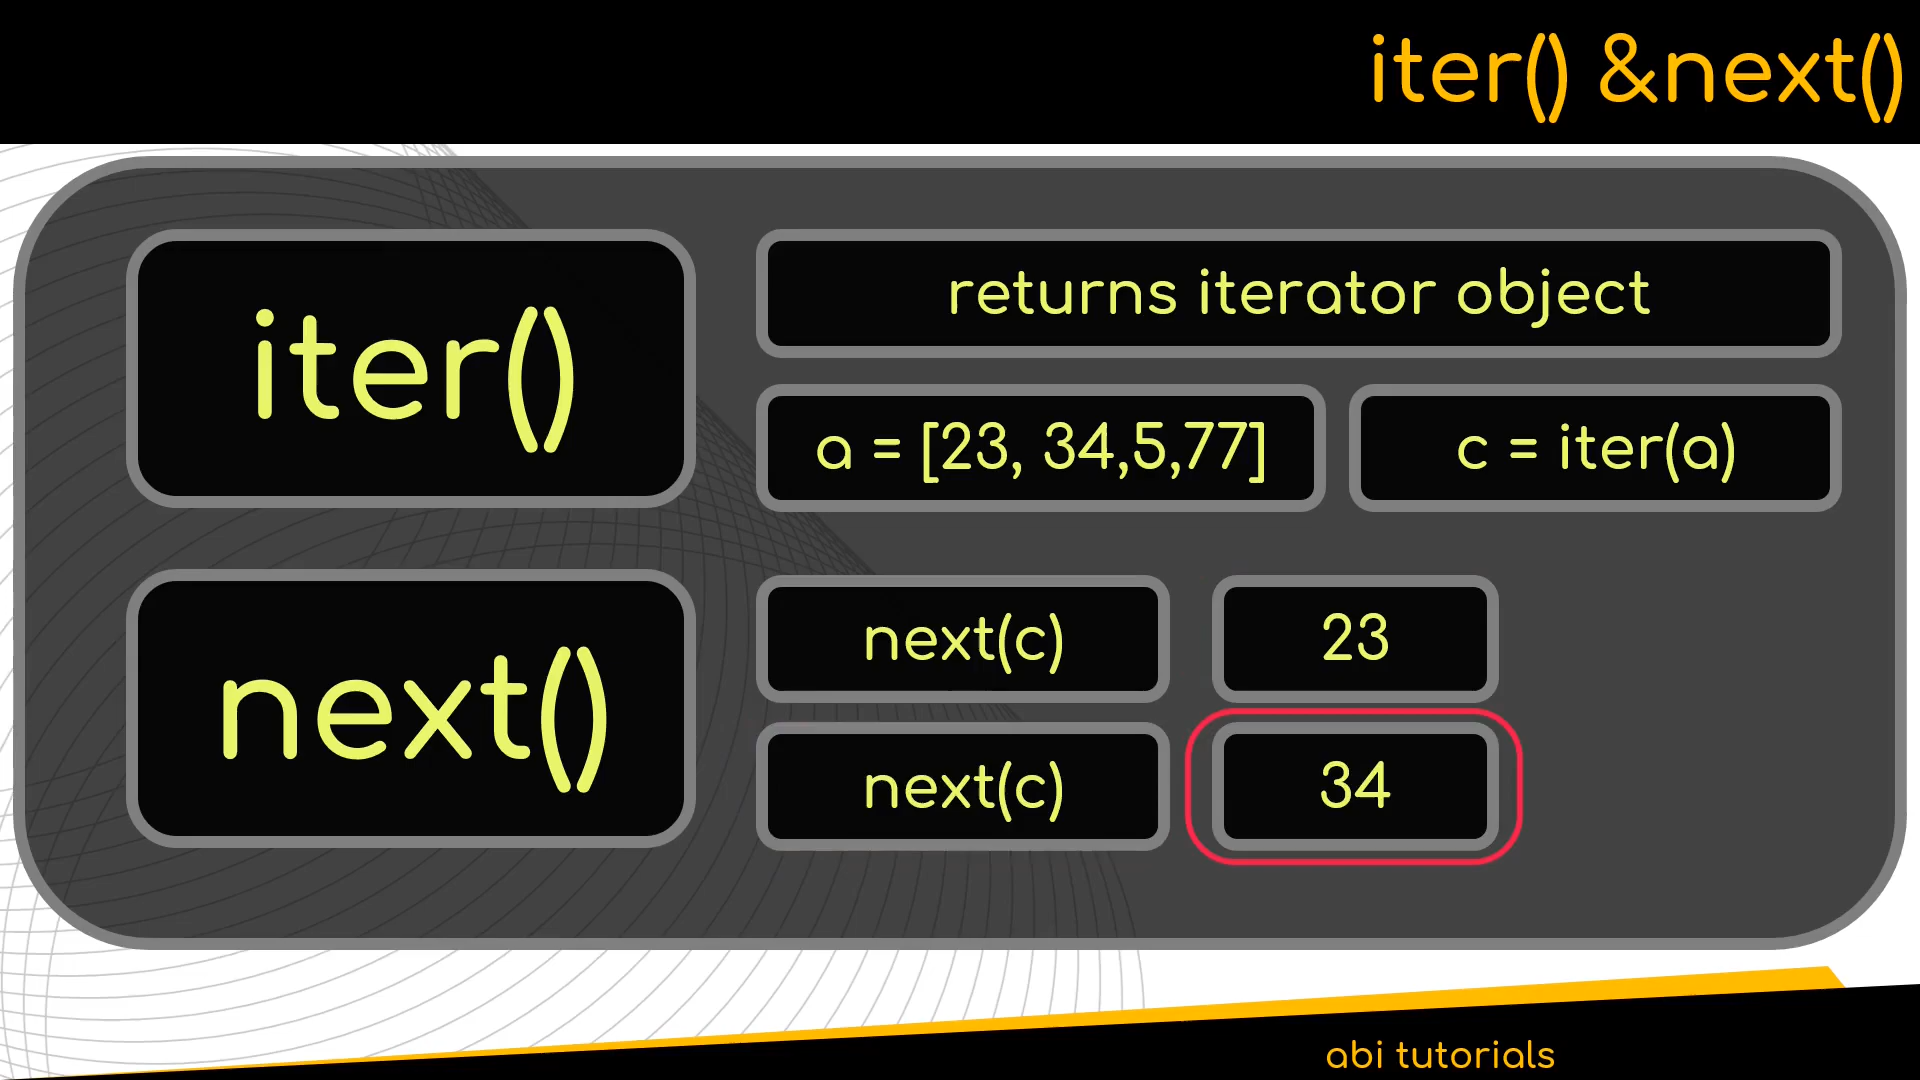 iter() &next()
iter()
returns iterator object
a = [23, 34,5,77]
c = iter(a)
next()
next(c)
23
next(c)
34
abi tutorials